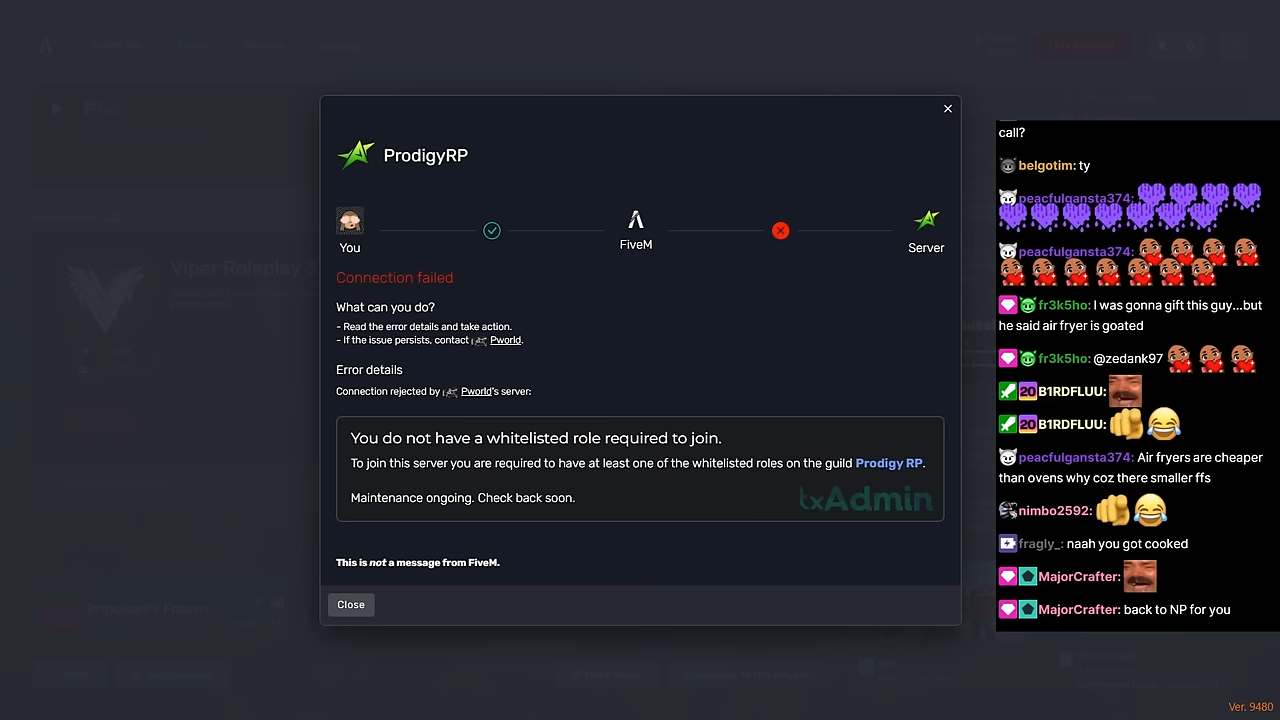 ProdigyRP
You
FiveM
Server
Connection failed
What can you do?
- Read the error details and take action.
- If the issue persists, contact Pworld.
Error details
Connection rejected by Pworld's server:
You do not have a whitelisted role required to join.
To join this server you are required to have at least one of the whitelisted roles on the guild Prodigy RP.
Maintenance ongoing. Check back soon.
txAdmin
This is not a message from FiveM.
Close
Viper Roleplay 3
call?
belgotim: ty
peacefulgansta374:
peacefulgansta374:
fr3k5ho: I was gonna gift this guy...but
he said air fryer is goated
fr3k5ho: @zedank97
20 B1RDFLUU:
20 B1RDFLUU:
peacefulgansta374: Air fryers are cheaper
than ovens why coz there smaller ffs
nimbo2592:
fragly_: naah you got cooked
MajorCrafter:
MajorCrafter: back to NP for you
Ver. 9480